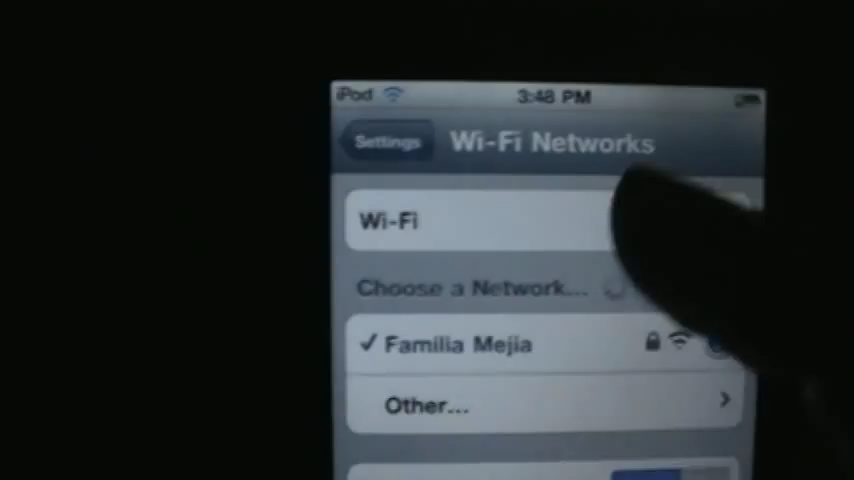 iPod 3:48 PM
Settings Wi-Fi Networks
Wi-Fi
Choose a Network...
✓ Familia Mejia
Other...